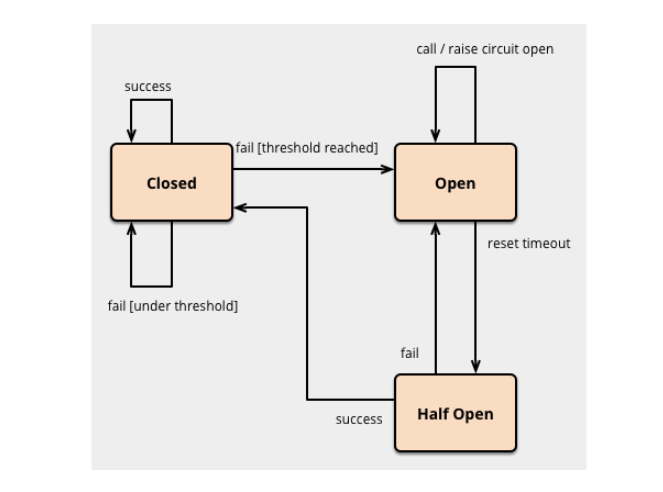 call / raise circuit open
success
fail [threshold reached]
Closed
Open
reset timeout
fail [under threshold]
fail
Half Open
success